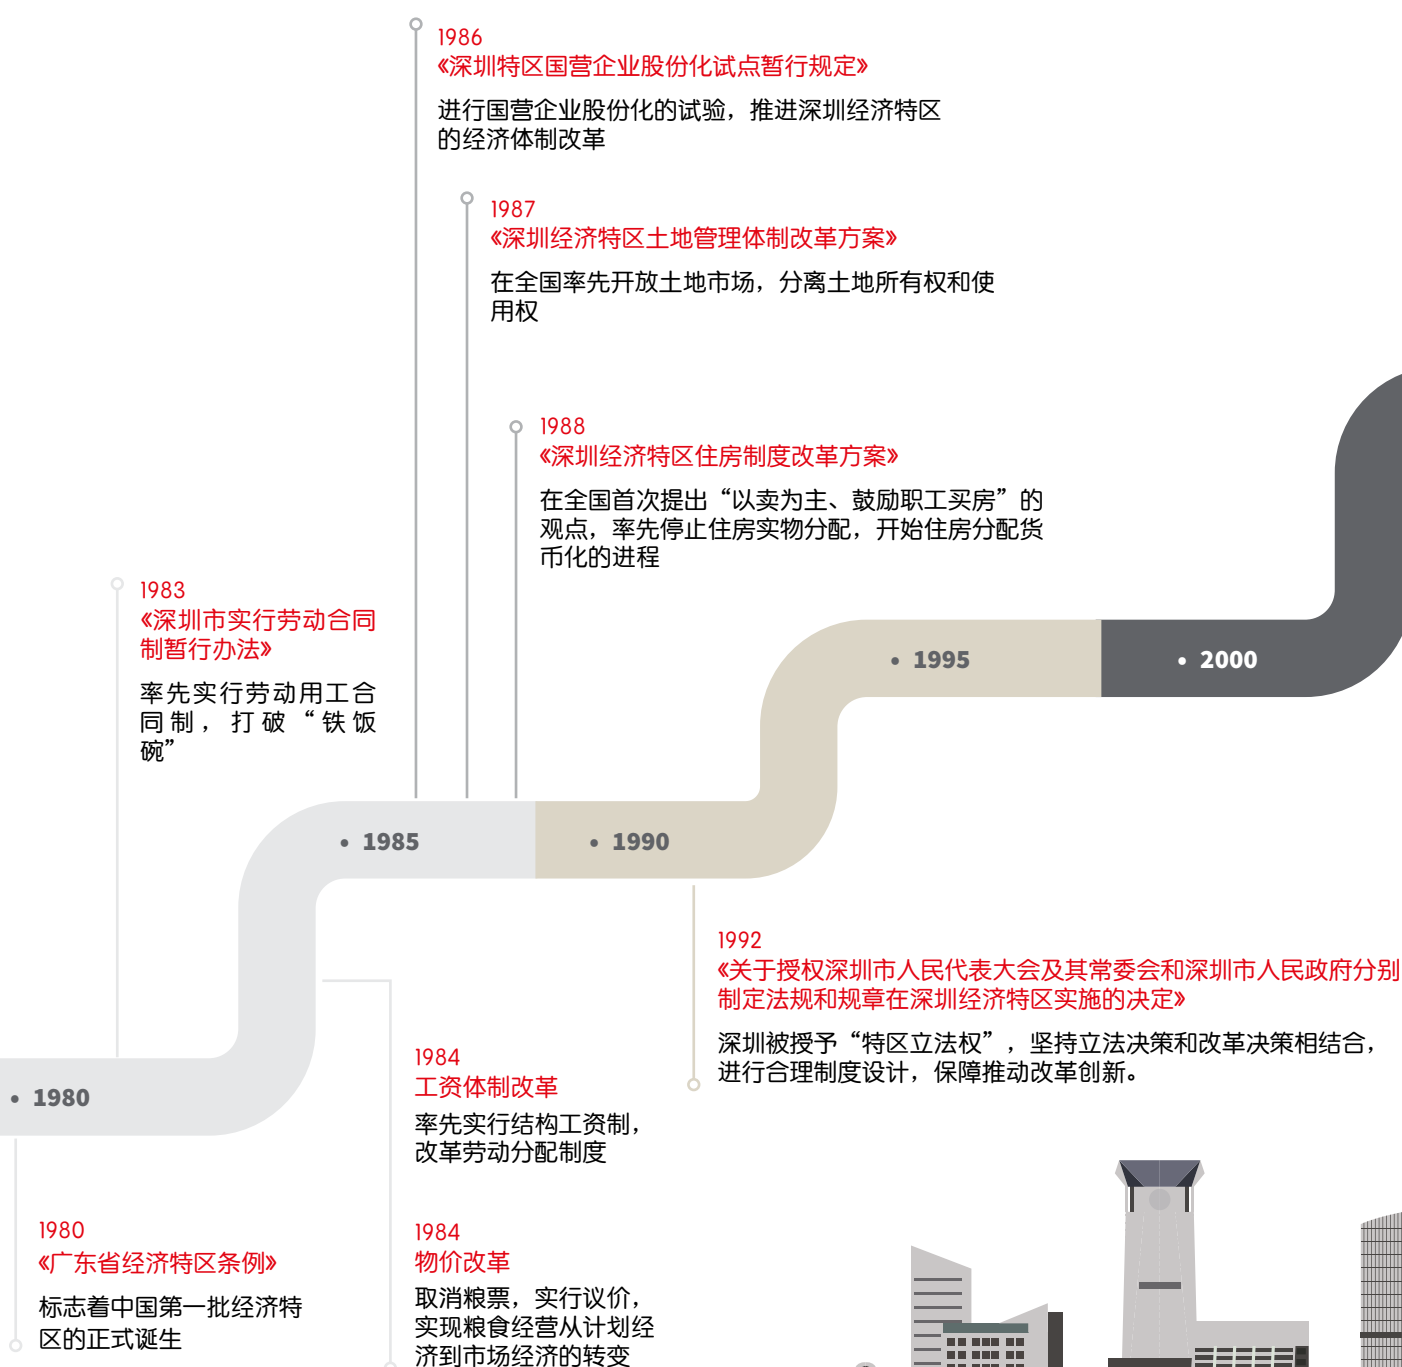 1986
《深圳特区国营企业股份化试点暂行规定》
进行国营企业股份化的试验，推进深圳经济特区
的经济体制改革
1987
《深圳经济特区土地管理体制改革方案》
在全国率先开放土地市场，分离土地所有权和使
用权
1988
《深圳经济特区住房制度改革方案》
在全国首次提出“以卖为主、鼓励职工买房”的
观点，率先停止住房实物分配，开始住房分配货
币化的进程
1983
《深圳市实行劳动合同
制暂行办法》
率先实行劳动用工合
同制，打破“铁饭
碗”
• 1995
• 2000
• 1985
• 1990
1992
《关于授权深圳市人民代表大会及其常委会和深圳市人民政府分别
制定法规和规章在深圳经济特区实施的决定》
深圳被授予“特区立法权”，坚持立法决策和改革决策相结合，
进行合理制度设计，保障推动改革创新。
• 1980
1984
工资体制改革
率先实行结构工资制，
改革劳动分配制度
1980
《广东省经济特区条例》
标志着中国第一批经济特
区的正式诞生
1984
物价改革
取消粮票，实行议价，
实现粮食经营从计划经
济到市场经济的转变